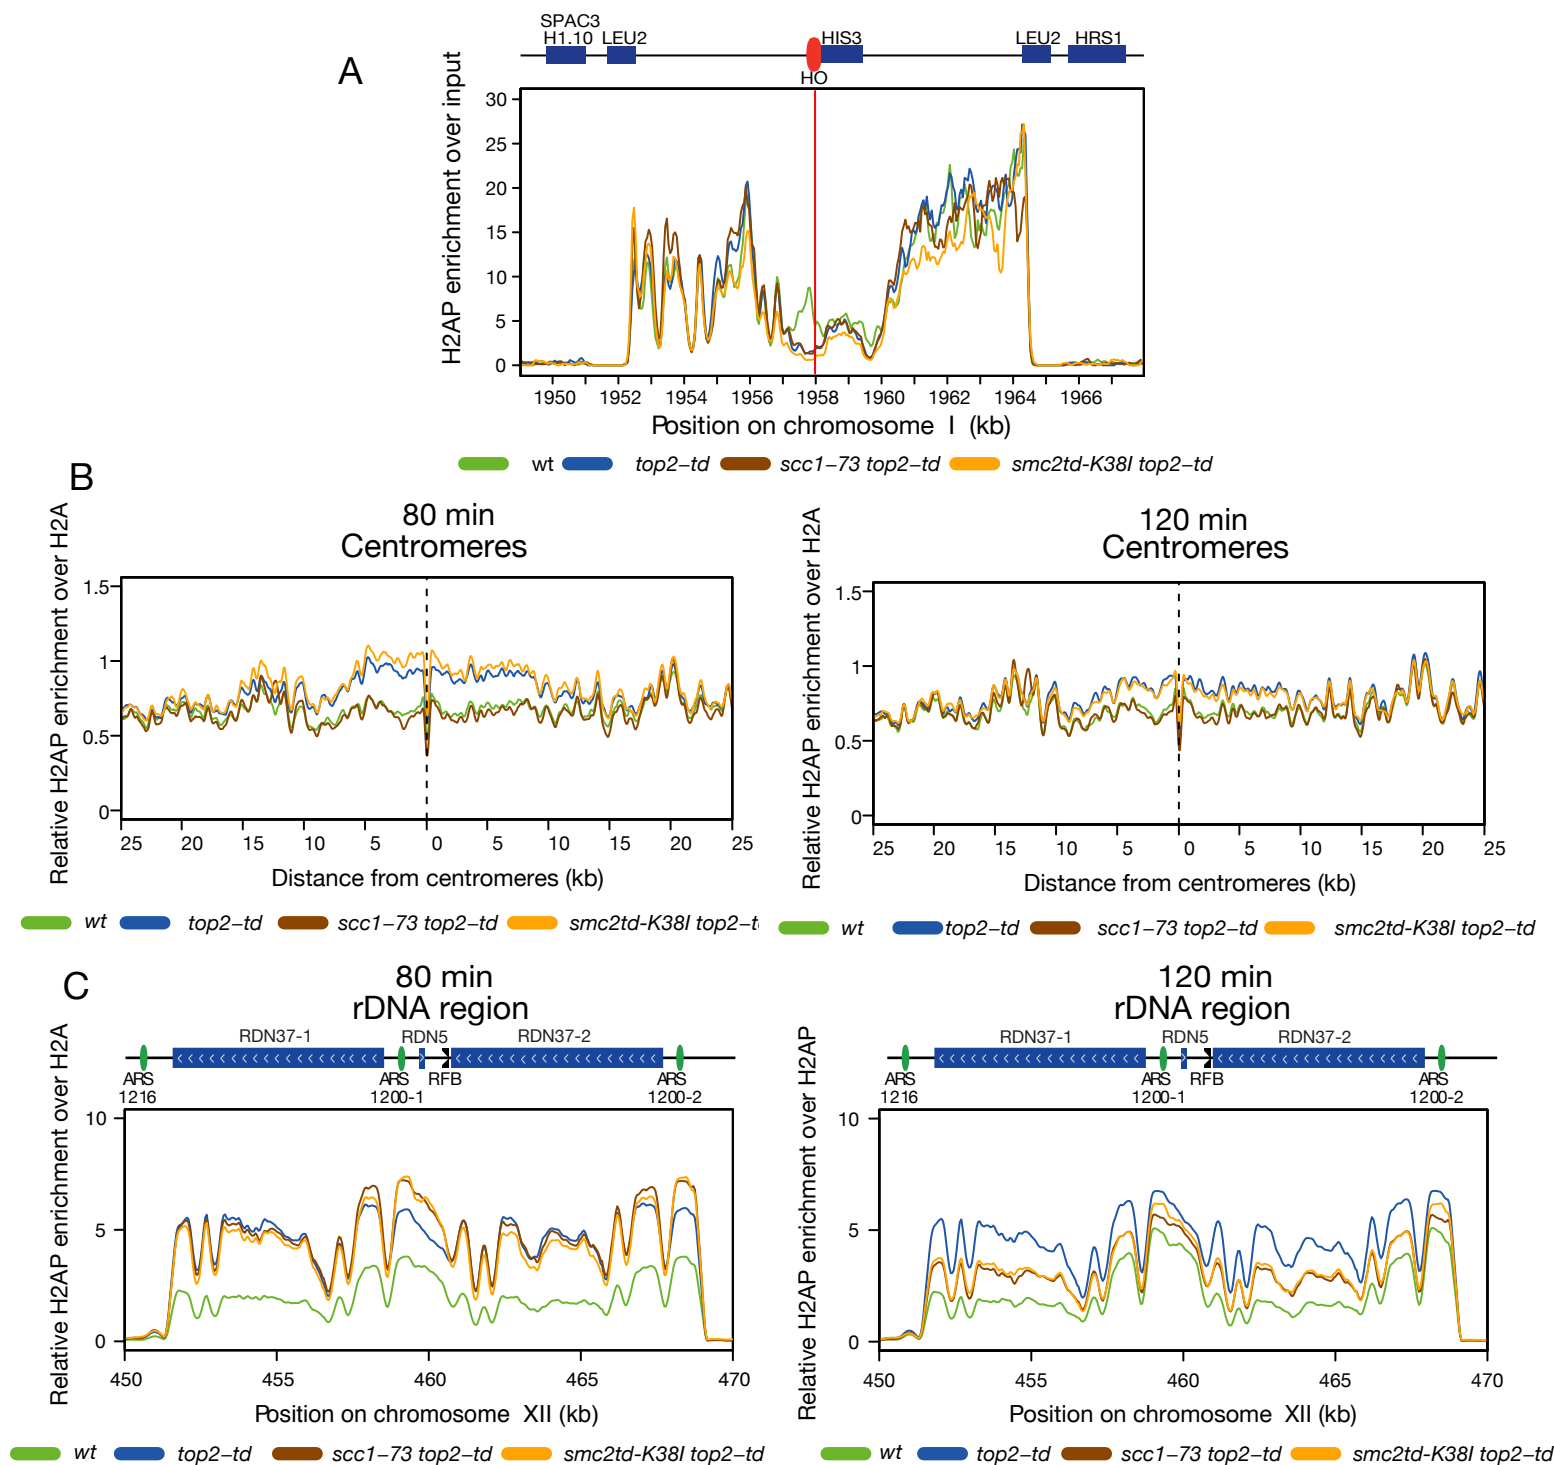 A
SPAC3
H1.10 LEU2 HIS3 LEU2 HRS1
HO
H2AP enrichment over input
30
25
20
15
10
5
0
1950 1952 1954 1956 1958 1960 1962 1964 1966
Position on chromosome I (kb)
wt top2-td scc1-73 top2-td smc2td-K38I top2-td
B
80 min
Centromeres
Relative H2AP enrichment over H2A
1.5
1
0.5
0
25 20 15 10 5 0 5 10 15 20 25
Distance from centromeres (kb)
wt top2-td scc1-73 top2-td smc2td-K38I top2-t
120 min
Centromeres
Relative H2AP enrichment over H2A
1.5
1
0.5
0
25 20 15 10 5 0 5 10 15 20 25
Distance from centromeres (kb)
wt top2-td scc1-73 top2-td smc2td-K38I top2-td
C
80 min
rDNA region
RDN37-1 RDN5 RDN37-2
ARS ARS RFB ARS
1216 1200-1 1200-2
Relative H2AP enrichment over H2A
10
5
0
450 455 460 465 470
Position on chromosome XII (kb)
wt top2-td scc1-73 top2-td smc2td-K38I top2-td
120 min
rDNA region
RDN37-1 RDN5 RDN37-2
ARS ARS RFB ARS
1216 1200-1 1200-2
Relative H2AP enrichment over H2AP
10
5
0
450 455 460 465 470
Position on chromosome XII (kb)
wt top2-td scc1-73 top2-td smc2td-K38I top2-td